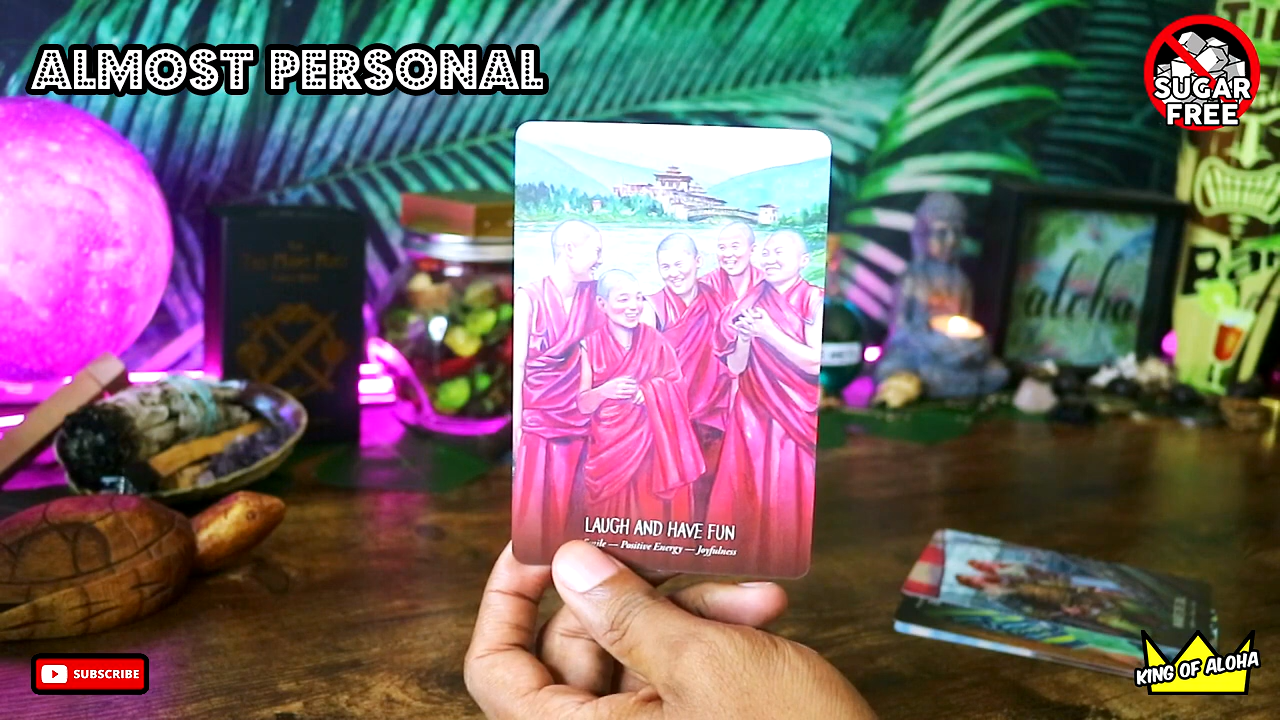 ALMOST PERSONAL
SUGAR
FREE
aloha
LAUGH AND HAVE FUN
Smile — Positive Energy — Joyfulness
SUBSCRIBE
KING OF ALOHA